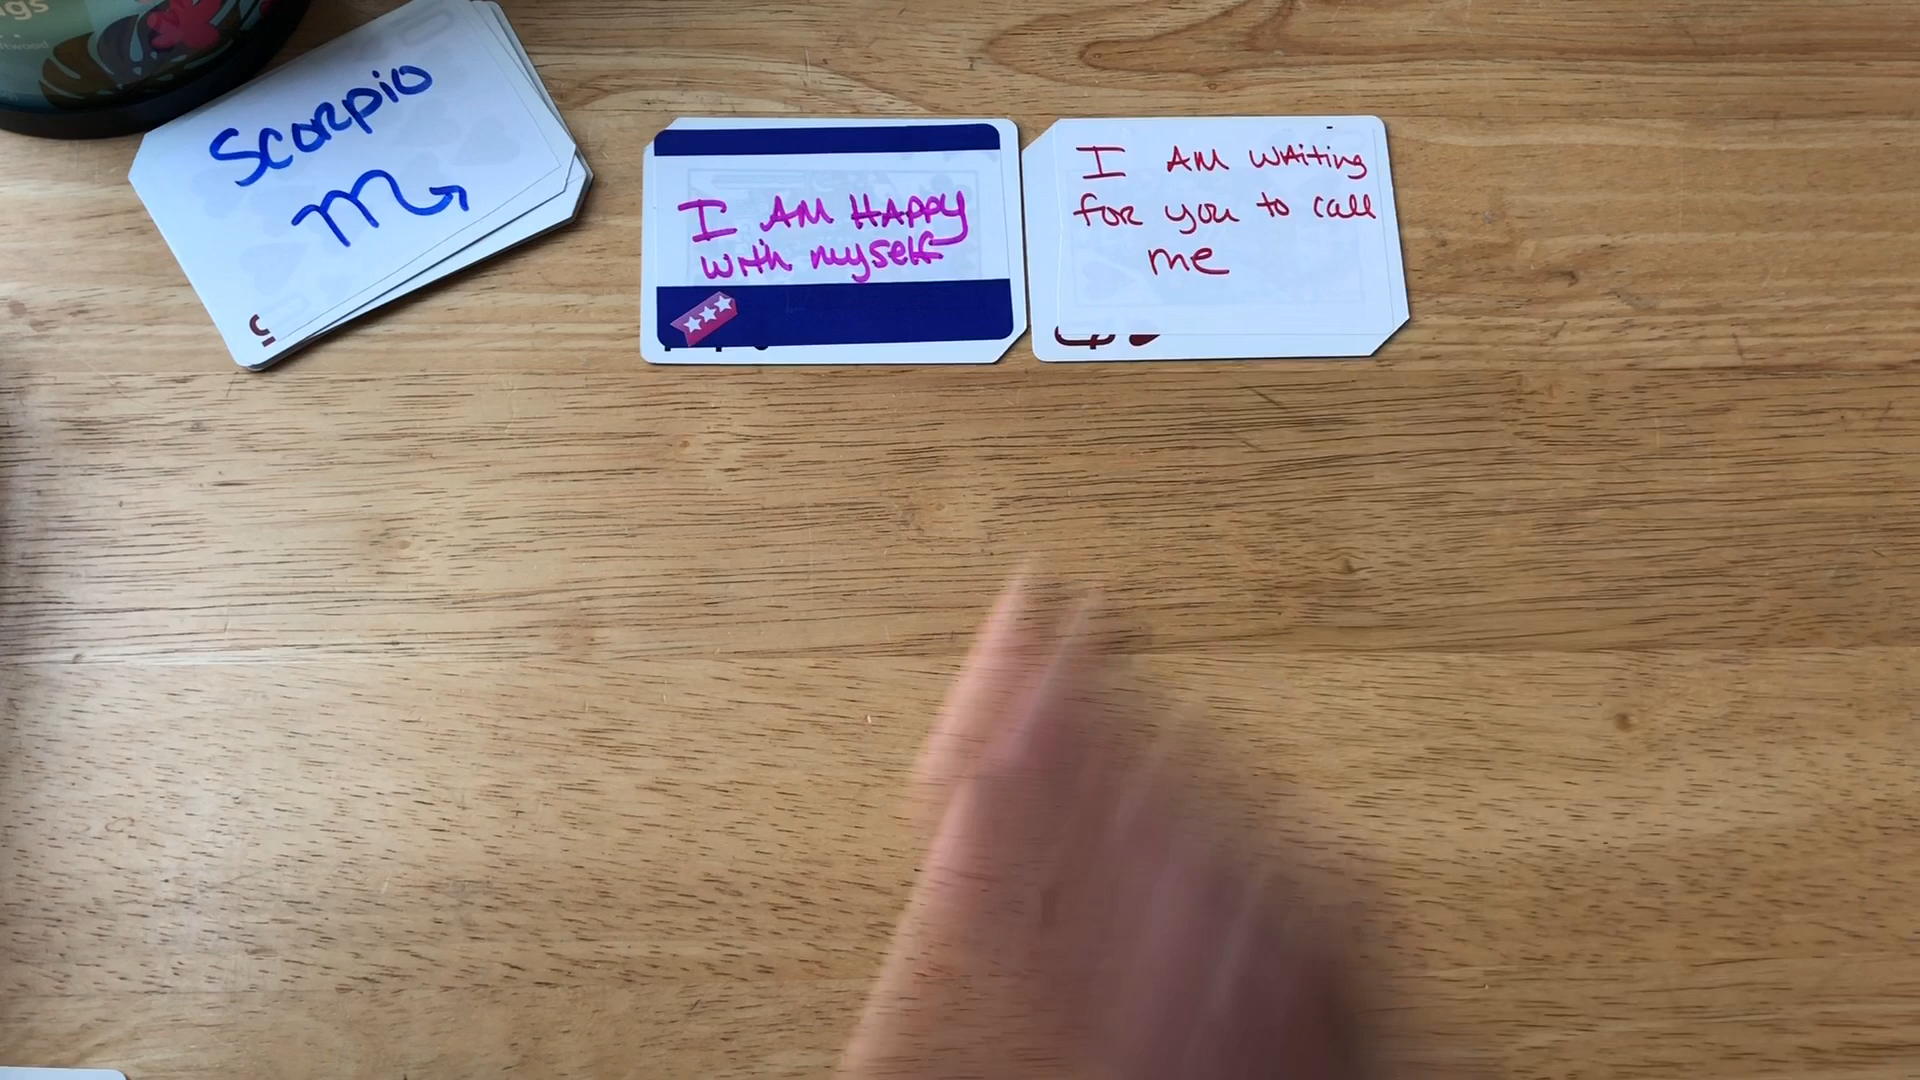 Scorpio
I AM HAppy
with myself
I AM waiting
for you to call
me